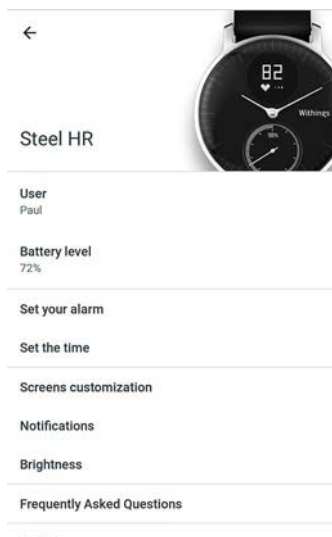 82
Withings
Steel HR
User
Paul
Battery level
72%
Set your alarm
Set the time
Screens customization
Notifications
Brightness
Frequently Asked Questions